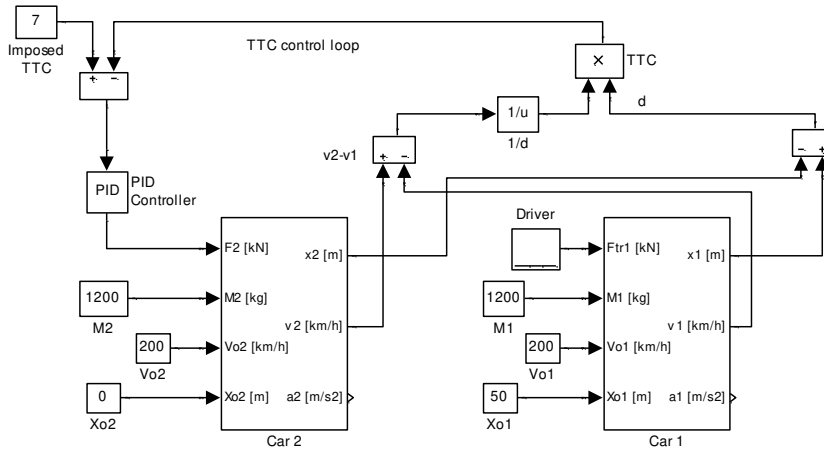 7
Imposed
TTC
TTC control loop
×
TTC
+ -
1/u
1/d
d
v2-v1
+ -
- +
PID
PID
Controller
Driver
F2 [kN]
x2 [m]
M2 [kg]
v2 [km/h]
Vo2 [km/h]
Xo2 [m]
a2 [m/s2]
Car 2
1200
M2
200
Vo2
0
Xo2
Ftr1 [kN]
x1 [m]
M1 [kg]
v1 [km/h]
Vo1 [km/h]
Xo1 [m]
a1 [m/s2]
Car 1
1200
M1
200
Vo1
50
Xo1